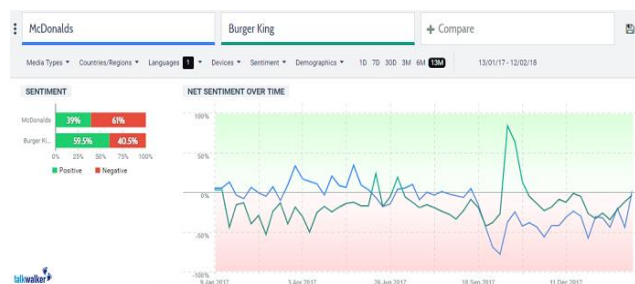 McDonalds Burger King + Compare
Media Types Countries/Regions Languages 1 Devices Sentiment Demographics 1D 7D 30D 3M 6M 13M 13/01/17 - 12/02/18
SENTIMENT
McDonalds 39% 61%
Burger Ki... 59.5% 40.5%
0% 25% 50% 75% 100%
Positive Negative
talkwalker
NET SENTIMENT OVER TIME
100%
50%
0%
-50%
-100%
9 Jan 2017 3 Apr 2017 26 Jun 2017 18 Sep 2017 11 Dec 2017